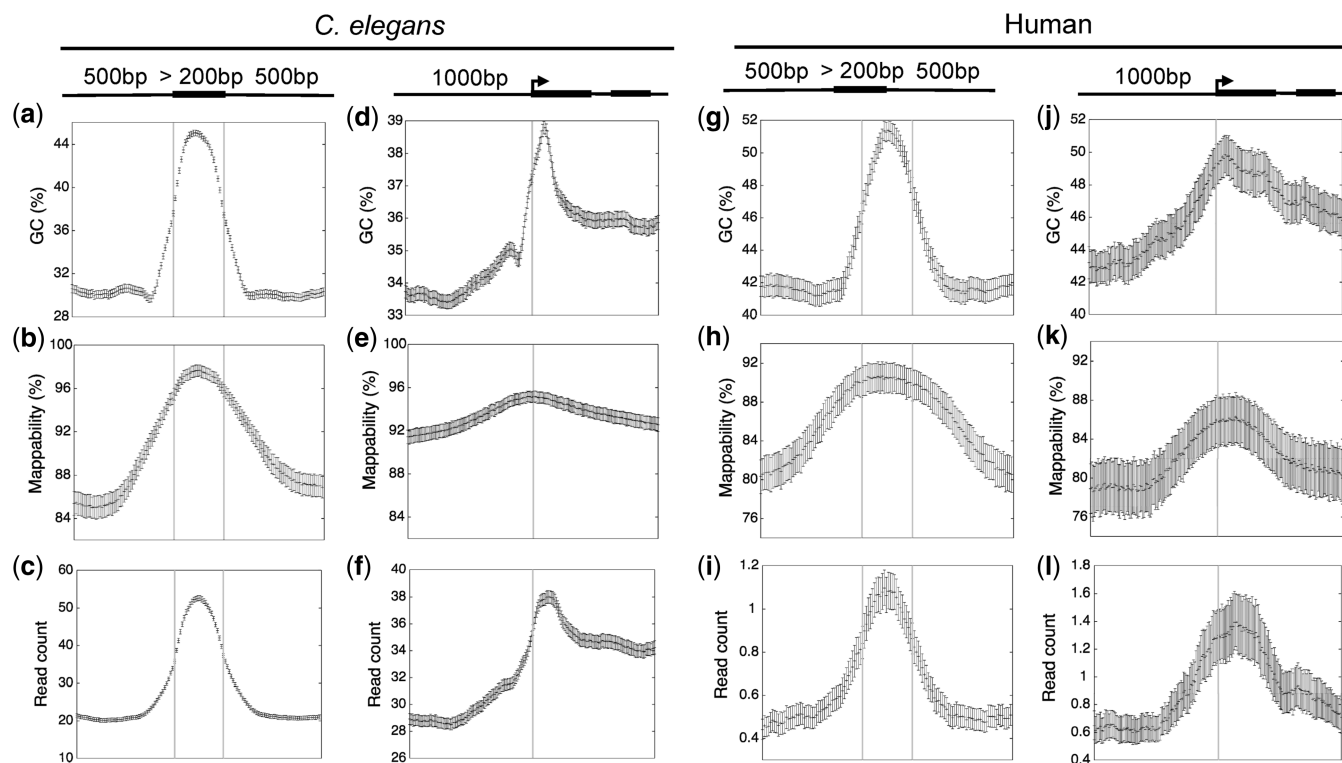 C. elegans
Human
500bp > 200bp 500bp
1000bp
500bp > 200bp 500bp
1000bp
(a)
GC (%)
44
40
36
32
28
(d)
GC (%)
39
38
37
36
35
34
33
(g)
GC (%)
52
50
48
46
44
42
40
(j)
GC (%)
52
50
48
46
44
42
40
(b)
Mappability (%)
100
96
92
88
84
(e)
Mappability (%)
100
96
92
88
84
(h)
Mappability (%)
92
88
84
80
76
(k)
Mappability (%)
92
88
84
80
76
(c)
Read count
60
50
40
30
20
10
(f)
Read count
40
38
36
34
32
30
28
26
(i)
Read count
1.2
1
0.8
0.6
0.4
(l)
Read count
1.8
1.6
1.4
1.2
1
0.8
0.6
0.4